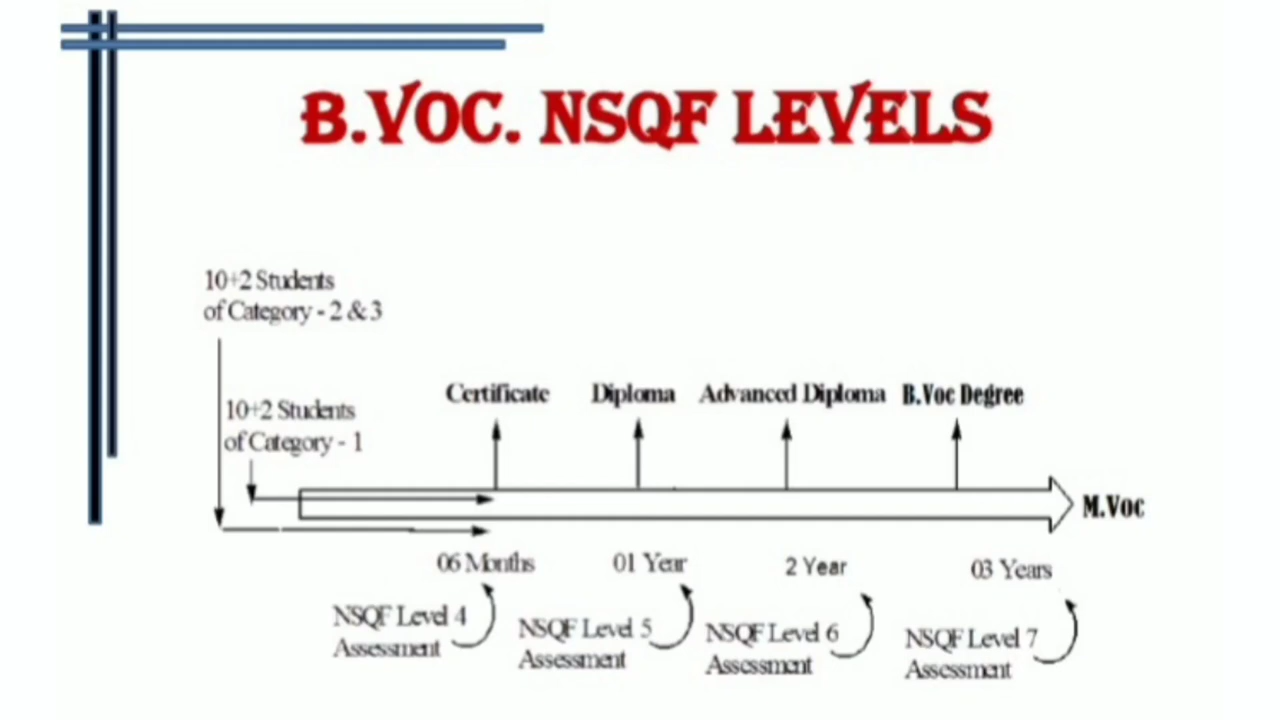 B.VOC. NSQF LEVELS
10+2 Students
of Category - 2 & 3
10+2 Students
of Category - 1
Certificate
Diploma
Advanced Diploma
B.Voc Degree
M.Voc
06 Months
01 Year
2 Year
03 Years
NSQF Level 4
Assessment
NSQF Level 5
Assessment
NSQF Level 6
Assessment
NSQF Level 7
Assessment